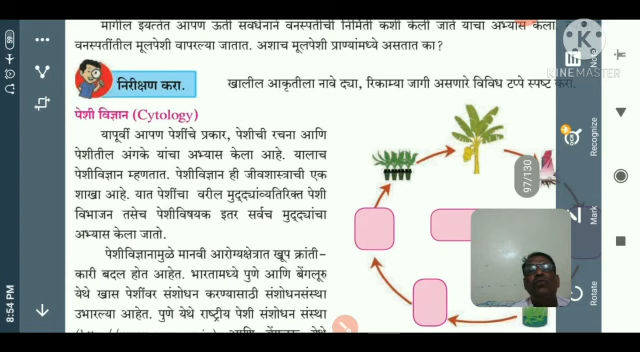 मागील इयत्तेत आपण ऊती संवर्धनाने वनस्पतींची निर्मिती कशी केली जाते याचा अभ्यास केला.
वनस्पतींतील मूलपेशी वापरल्या जातात. अशाच मूलपेशी प्राण्यांमध्ये असतात का?
KINEMASTER
Note
निरीक्षण करा.
खालील आकृतीला नावे द्या, रिकाम्या जागी असणारे विविध टप्पे स्पष्ट करा.
पेशी विज्ञान (Cytology)
यापूर्वी आपण पेशींचे प्रकार, पेशीची रचना आणि
पेशीतील अंगके यांचा अभ्यास केला आहे. यालाच
पेशीविज्ञान म्हणतात. पेशीविज्ञान ही जीवशास्त्राची एक
शाखा आहे. यात पेशींचा वरील मुद्द्यांव्यतिरिक्त पेशी
विभाजन तसेच पेशीविषयक इतर सर्वच मुद्द्यांचा
अभ्यास केला जातो.
पेशीविज्ञानामुळे मानवी आरोग्यक्षेत्रात खूप क्रांती-
कारी बदल होत आहेत. भारतामध्ये पुणे आणि बेंगलूरु
येथे खास पेशींवर संशोधन करण्यासाठी संशोधनसंस्था
उभारल्या आहेत. पुणे येथे राष्ट्रीय पेशी संशोधन संस्था
आणि बेंगलूरु येथे
97/130
Recognize
Mark
Rotate
8:54 PM